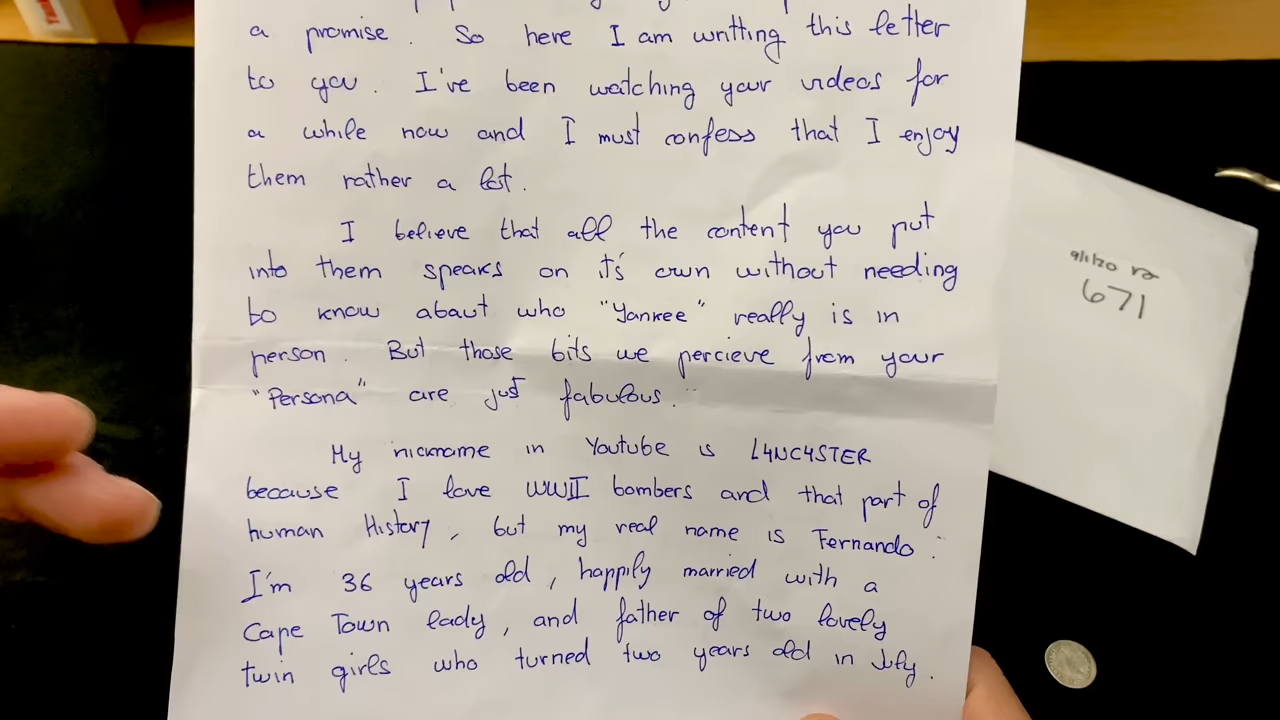 a promise. So here I am writting this letter
to you. I've been watching your videos for
a while now and I must confess that I enjoy
them rather a lot.
I believe that all the content you put
into them speaks on it's own without needing
to know about who "Yankee" really is in
person. But those bits we percieve from your
"Persona" are just fabulous.
My nickname in Youtube is L4NC4STER
because I love WWII bombers and that part of
human History, but my real name is Fernando.
I'm 36 years old, happily married with a
Cape Town lady, and father of two lovely
twin girls who turned two years old in July.
9/1/20
671